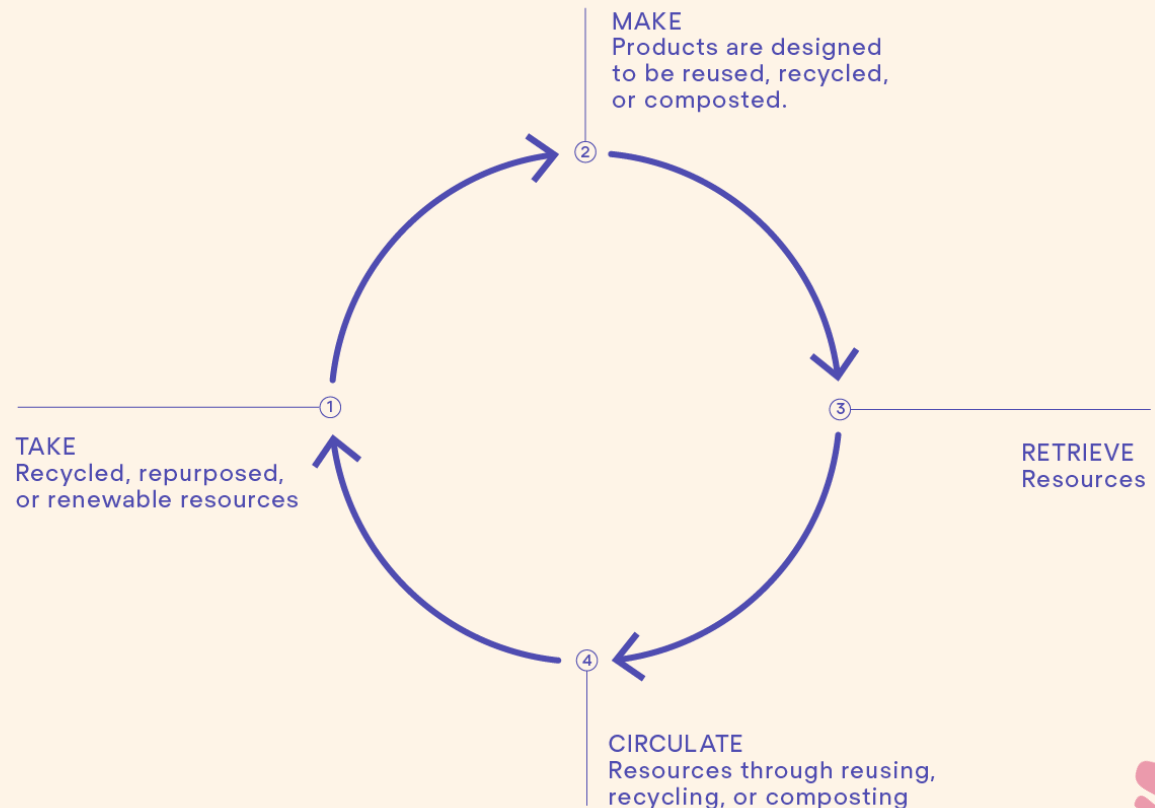 MAKE
Products are designed
to be reused, recycled,
or composted.
2
1
3
TAKE
Recycled, repurposed,
or renewable resources
RETRIEVE
Resources
4
CIRCULATE
Resources through reusing,
recycling, or composting